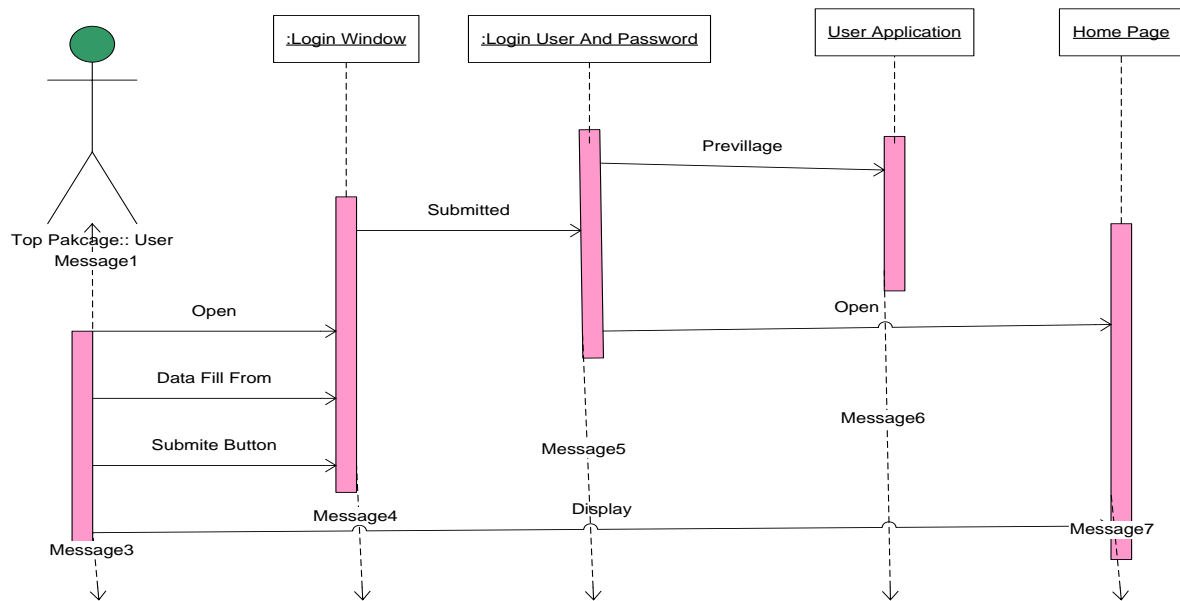 :Login Window
:Login User And Password
User Application
Home Page
Previllage
Submitted
Top Pakcage:: User
Message1
Open
Open
Data Fill From
Message6
Submite Button
Message5
Message4
Display
Message7
Message3